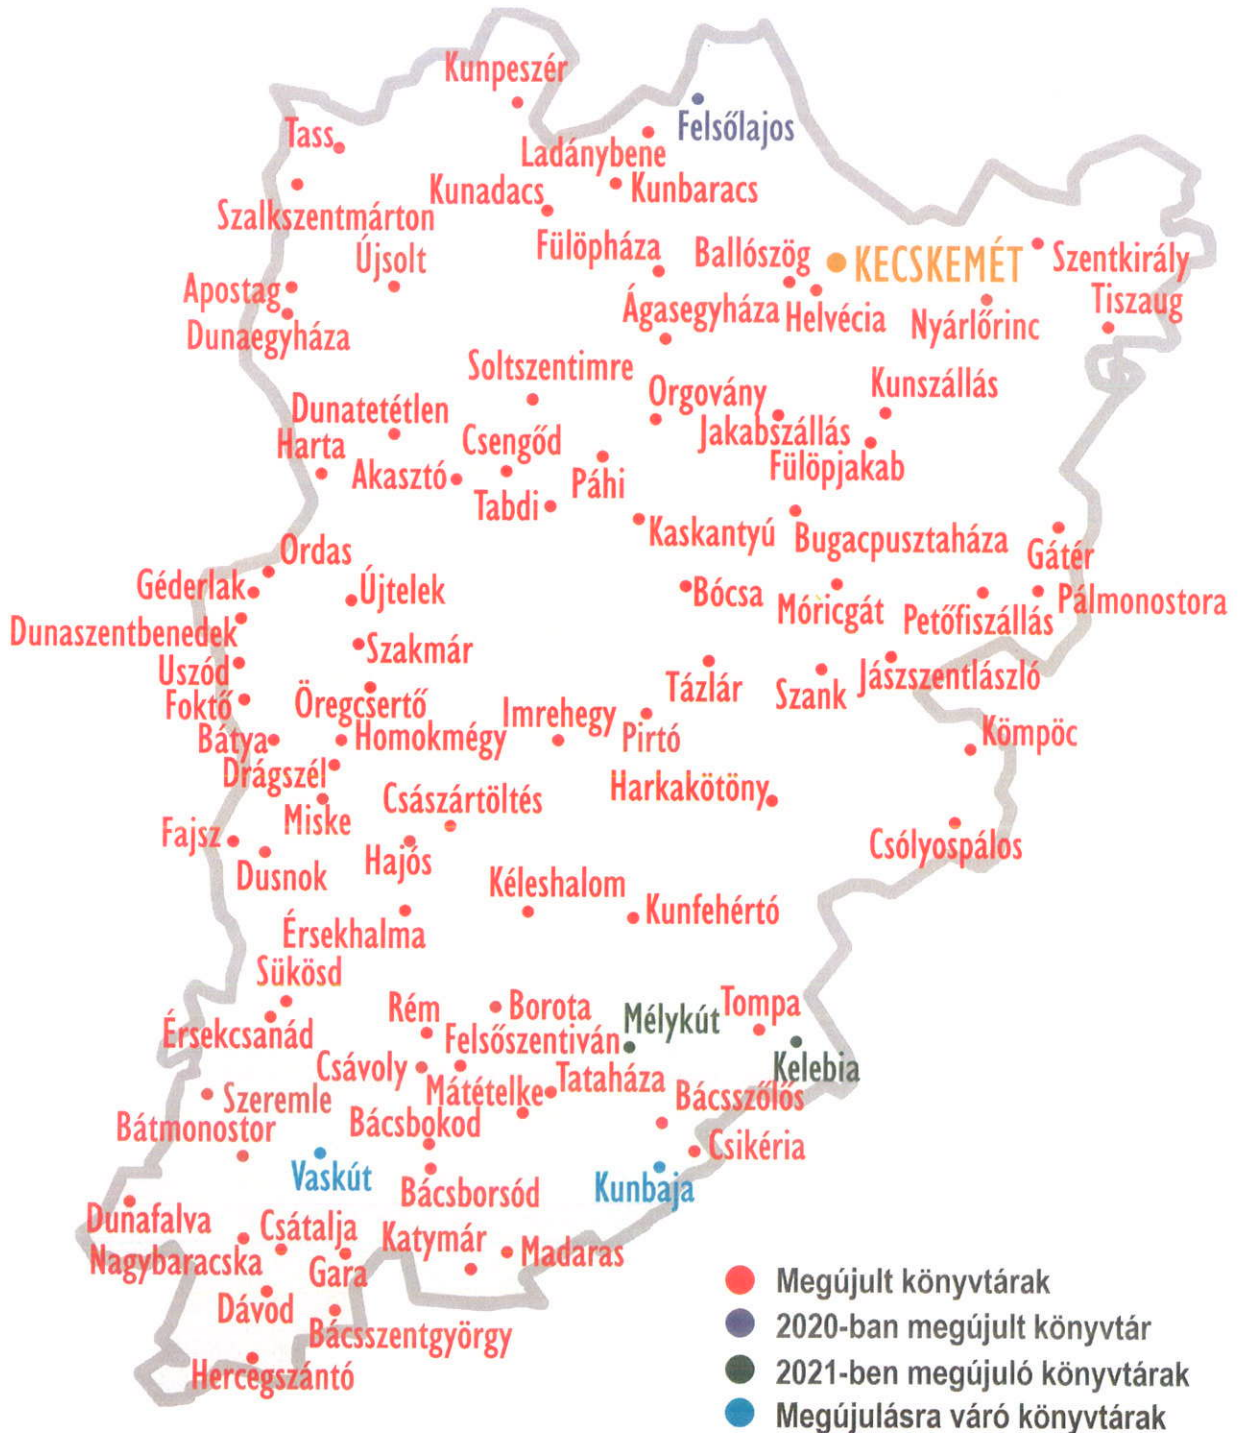 Kunpeszér
Felsőlajos
Tass
Ladánybene
Kunadacs
Kunbaracs
Szalkszentmárton
Újsolt
Fülöpháza
Ballószög
KECSKEMÉT
Szentkirály
Apostag
Tiszaug
Dunaegyháza
Ágasegyháza
Helvécia
Nyárlőrinc
Soltszentimre
Orgovány
Kunszállás
Dunatetétlen
Jakabszállás
Harta
Csengőd
Akasztó
Páhi
Fülöpjakab
Tabdi
Kaskantyú
Bugacpusztaháza
Gátér
Ordas
Géderlak
Újtelek
Bócsa
Móricgát
Petőfiszállás
Pálmonostora
Dunaszentbenedek
Szakmár
Uszód
Tázlár
Szank
Jászszentlászló
Foktő
Öregcsertő
Imrehegy
Pirtó
Kömpöc
Bátya
Homokmégy
Drágszél
Harkakötöny
Császártöltés
Miske
Fajsz
Csólyospálos
Dusnok
Hajós
Kéleshalom
Kunfehértó
Érsekhalma
Sükösd
Rém
Borota
Mélykút
Tompa
Érsekcsanád
Felsőszentiván
Kelebia
Csávoly
Mátételke
Tataháza
Bácsszőlős
Szeremle
Bátmonostor
Bácsbokod
Csikéria
Vaskút
Bácsborsód
Kunbaja
Dunafalva
Csátalja
Katymár
Madaras
Nagybaracska
Gara
Dávod
Bácsszentgyörgy
Hercegszántó
Megújult könyvtárak
2020-ban megújult könyvtár
2021-ben megújuló könyvtárak
Megújulásra váró könyvtárak